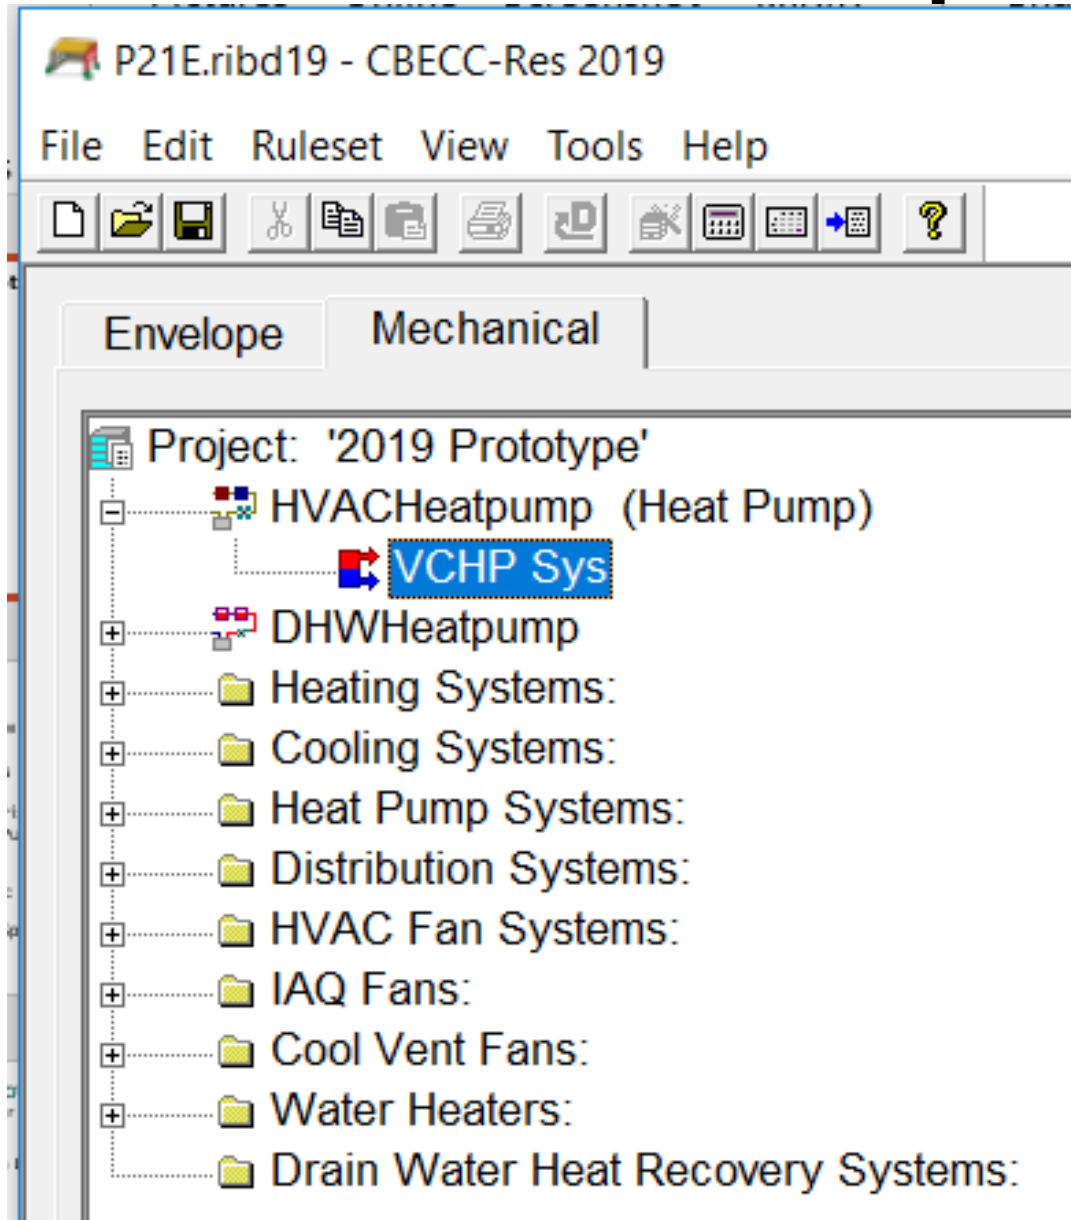 P21E.ribd19 - CBECC-Res 2019
File Edit Ruleset View Tools Help
Envelope Mechanical
Project: '2019 Prototype'
HVACHeatpump (Heat Pump)
VCHP Sys
DHWHeatpump
Heating Systems:
Cooling Systems:
Heat Pump Systems:
Distribution Systems:
HVAC Fan Systems:
IAQ Fans:
Cool Vent Fans:
Water Heaters:
Drain Water Heat Recovery Systems: